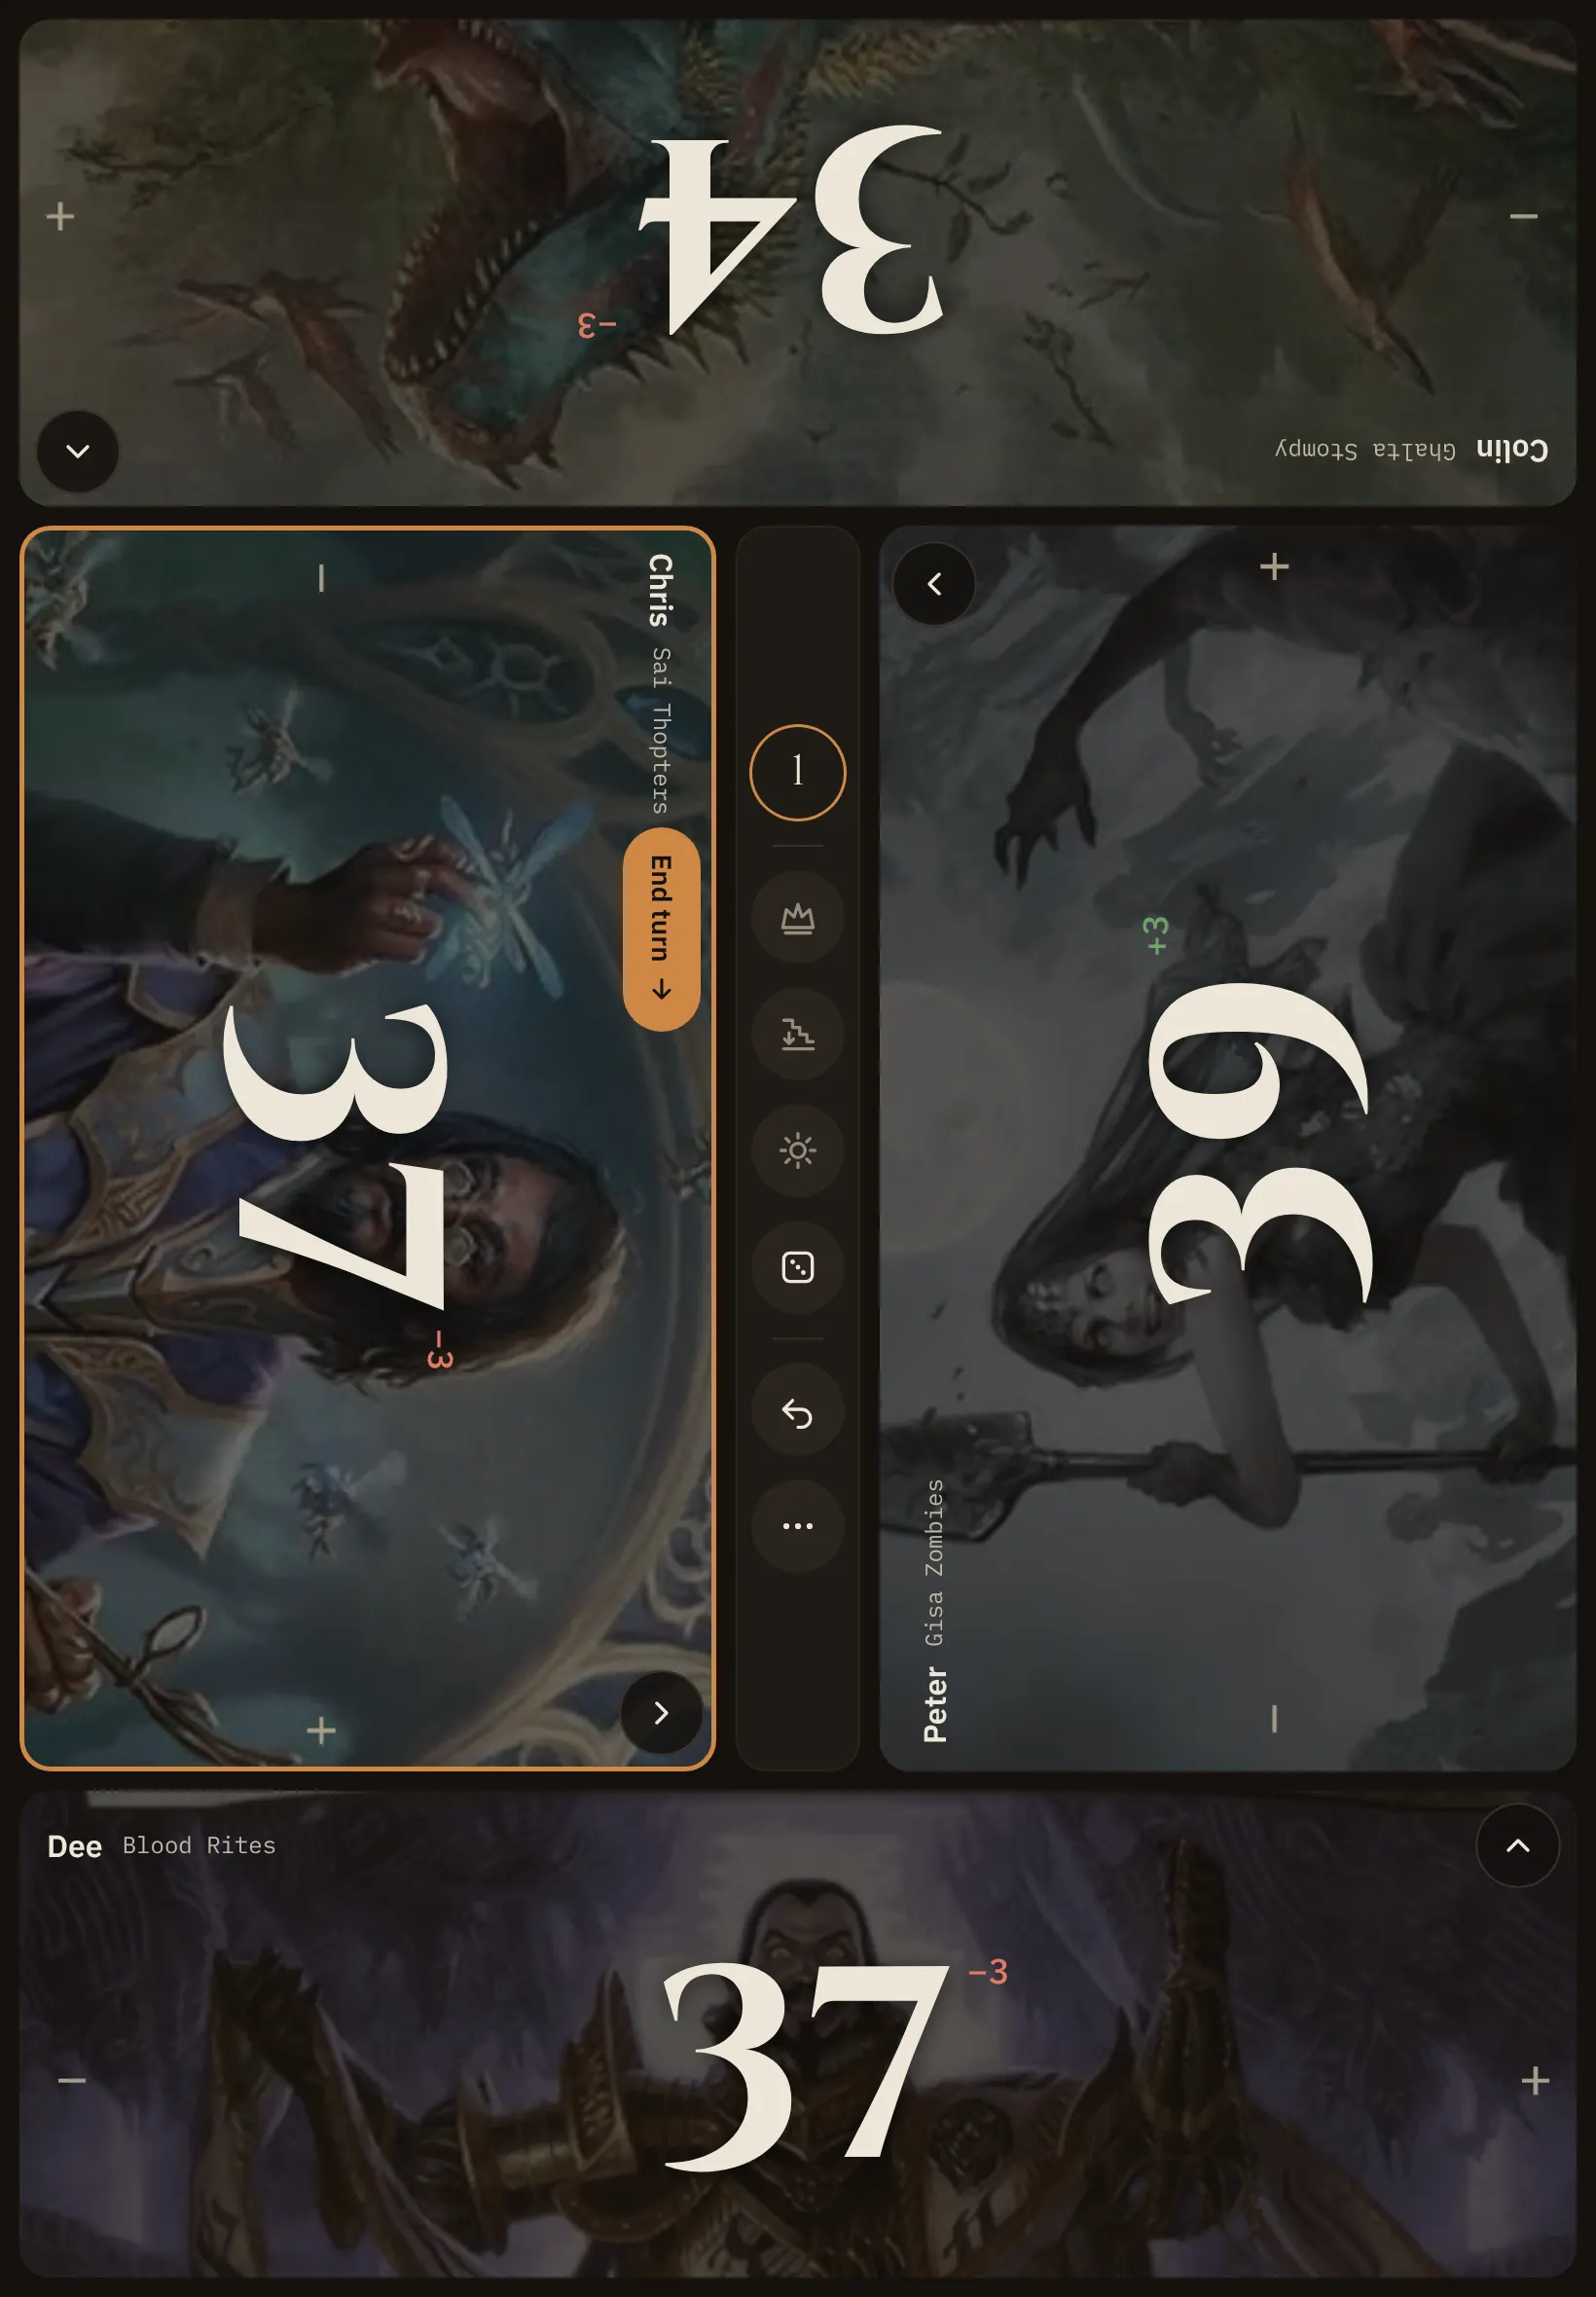 34
−3
Colin Ghalta Stompy
Chris Sai Thopters
End turn →
37
−3
1
+3
39
Peter Gisa Zombies
Dee Blood Rites
37
−3